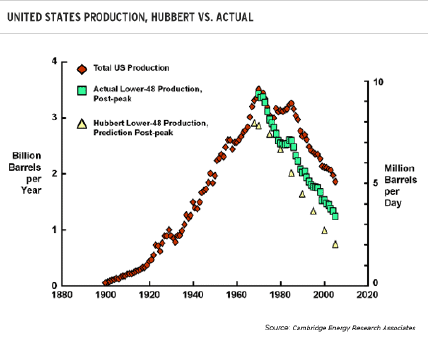 UNITED STATES PRODUCTION, HUBBERT VS. ACTUAL
4
3
2
1
0
Billion
Barrels
per
Year
Total US Production
Actual Lower-48 Production,
Post-peak
Hubbert Lower-48 Production,
Prediction Post-peak
10
5
0
Million
Barrels
per
Day
1880 1900 1920 1940 1960 1980 2000 2020
Source: Cambridge Energy Research Associates